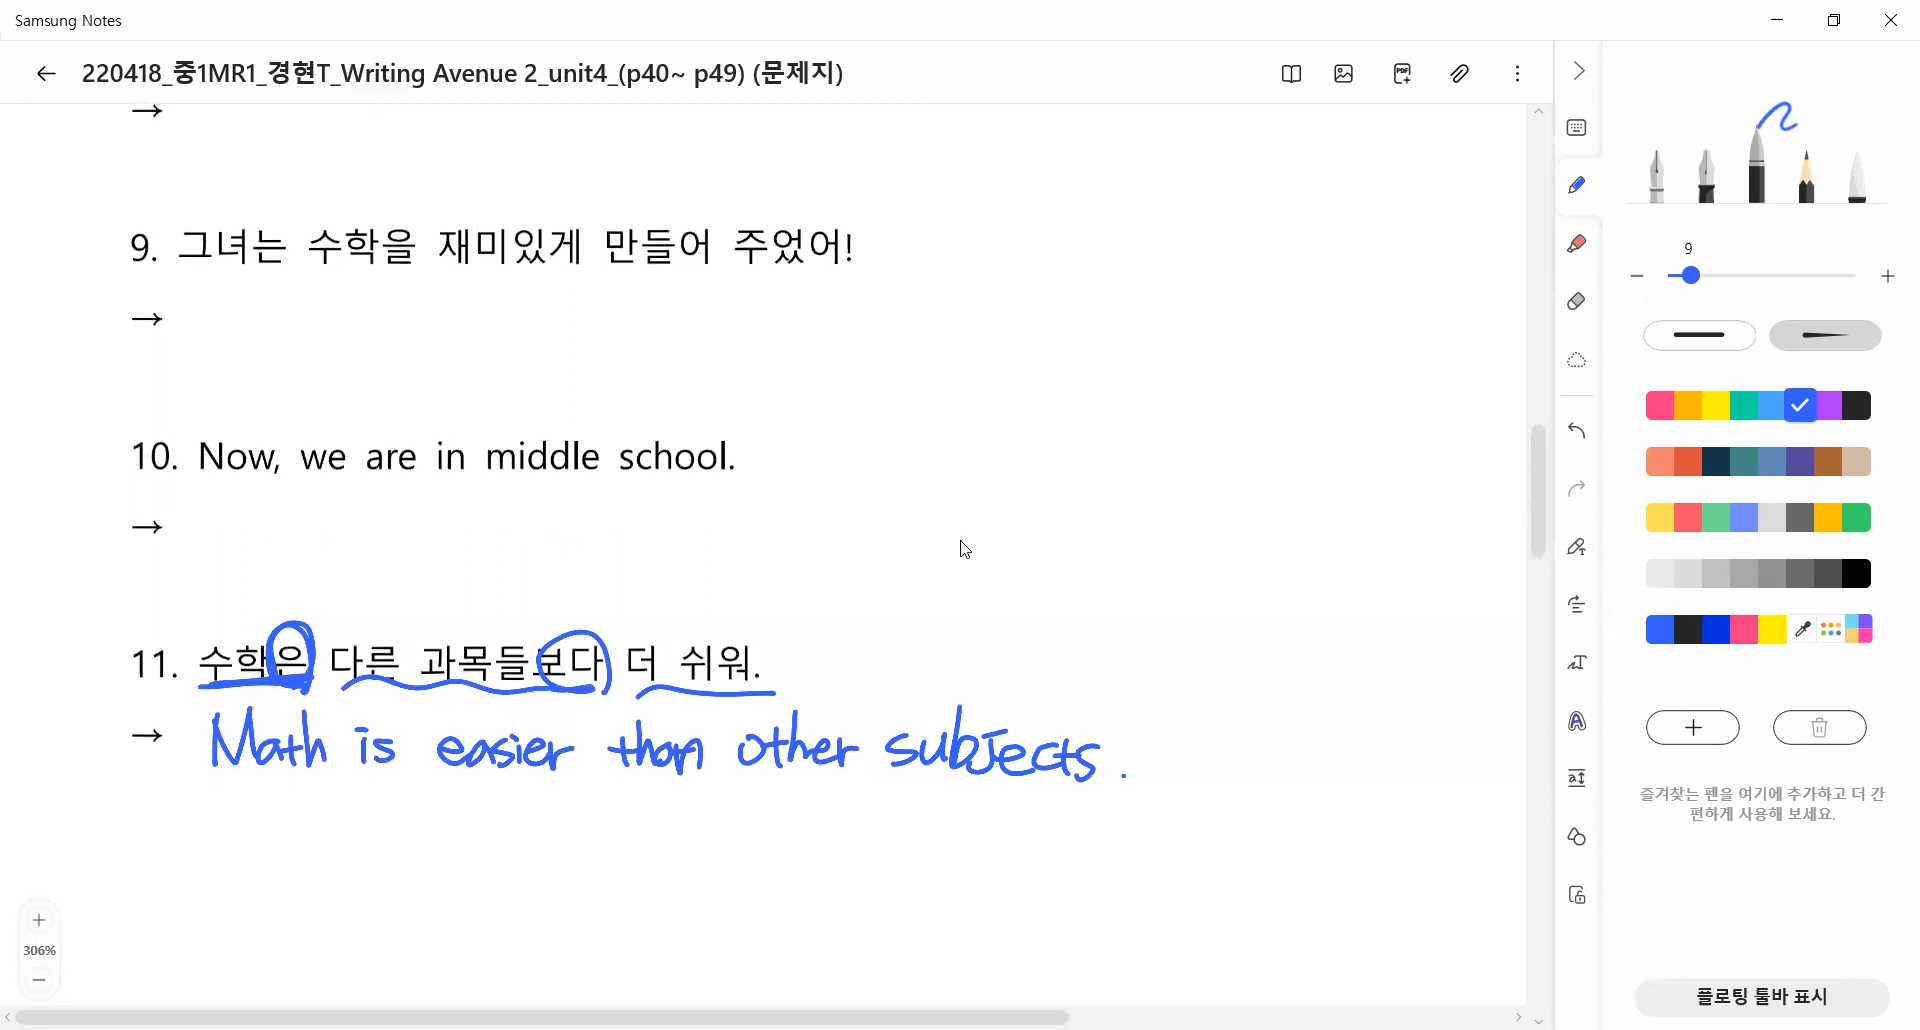 Samsung Notes
220418_중1MR1_경현T_Writing Avenue 2_unit4_(p40~ p49) (문제지)
→
9. 그녀는 수학을 재미있게 만들어 주었어!
→
10. Now, we are in middle school.
→
11. 수학은 다른 과목들보다 더 쉬워.
→ Math is easier than other subjects.
306%
PDF
9
즐겨찾는 펜을 여기에 추가하고 더 간
편하게 사용해 보세요.
플로팅 툴바 표시